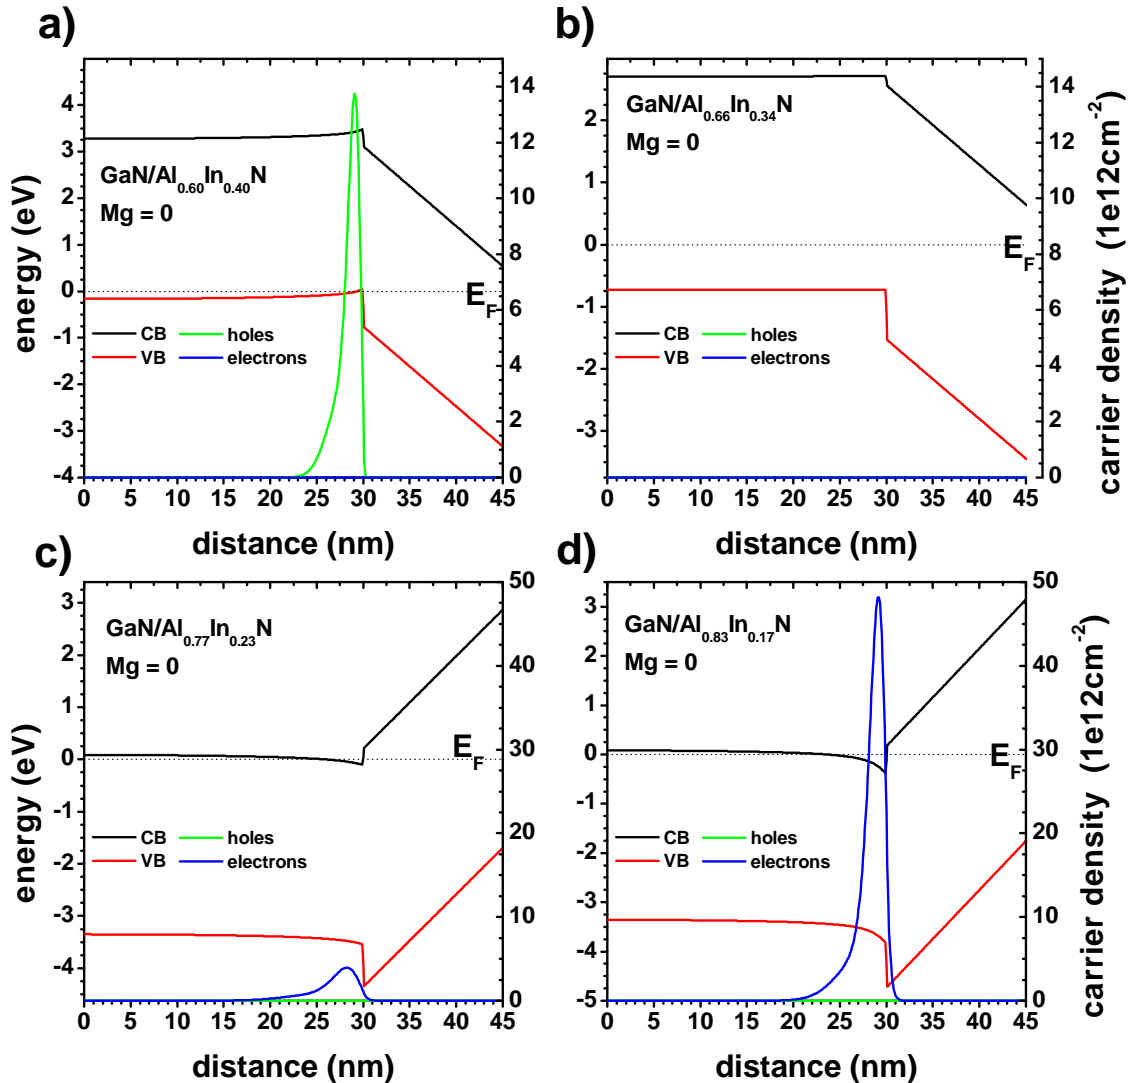 a)
GaN/Al0.60In0.40N
Mg = 0
EF
CB
holes
VB
electrons
4
3
2
1
0
-1
-2
-3
-4
14
12
10
8
6
4
2
0
0 5 10 15 20 25 30 35 40 45
energy (eV)
distance (nm)
b)
GaN/Al0.66In0.34N
Mg = 0
EF
CB
holes
VB
electrons
2
1
0
-1
-2
-3
14
12
10
8
6
4
2
0
0 5 10 15 20 25 30 35 40 45
carrier density (1e12cm-2)
distance (nm)
c)
GaN/Al0.77In0.23N
Mg = 0
EF
CB
holes
VB
electrons
3
2
1
0
-1
-2
-3
-4
50
40
30
20
10
0
0 5 10 15 20 25 30 35 40 45
energy (eV)
distance (nm)
d)
GaN/Al0.83In0.17N
Mg = 0
EF
CB
holes
VB
electrons
3
2
1
0
-1
-2
-3
-4
-5
50
40
30
20
10
0
0 5 10 15 20 25 30 35 40 45
carrier density (1e12cm-2)
distance (nm)